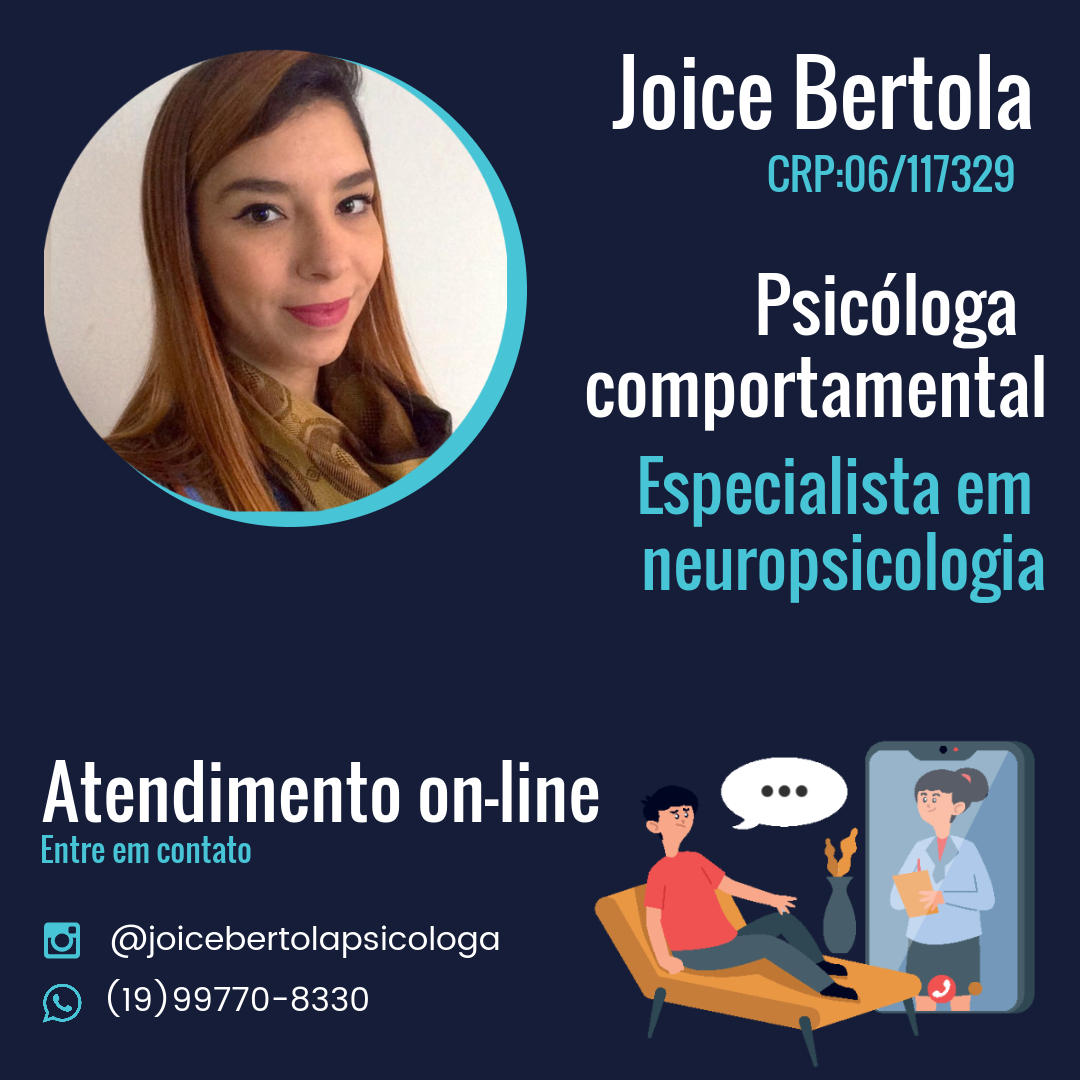 Joice Bertola
CRP:06/117329
Psicóloga
comportamental
Especialista em
neuropsicologia
Atendimento on-line
Entre em contato
@joicebertolapsicologa
(19)99770-8330